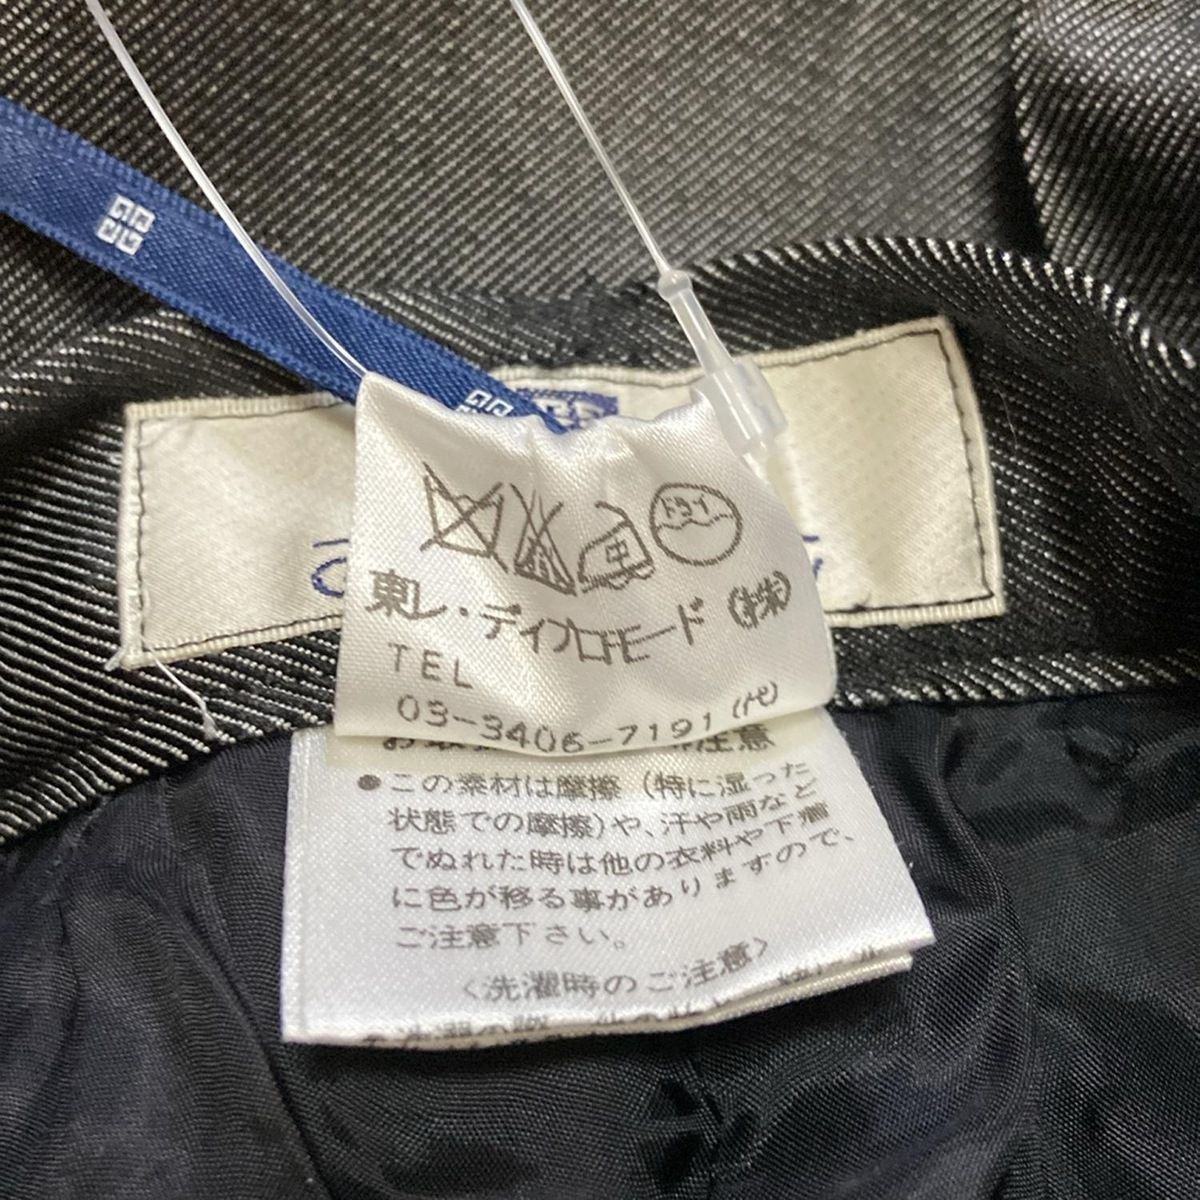 ドライ
東レ・ディプロモード(株)
TEL
03-3406-7191(代)
注意
●この素材は摩擦(特に湿った
状態での摩擦)や、汗や雨など
でぬれた時は他の衣料や下着
に色が移る事がありますので、
ご注意下さい。
<洗濯時のご注意>